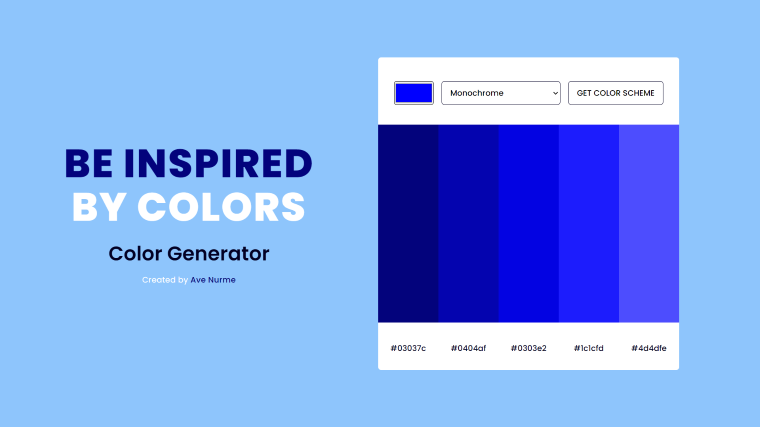 BE INSPIRED
BY COLORS
Color Generator
Created by Ave Nurme
Monochrome
GET COLOR SCHEME
#03037c
#0404af
#0303e2
#1c1cfd
#4d4dfe